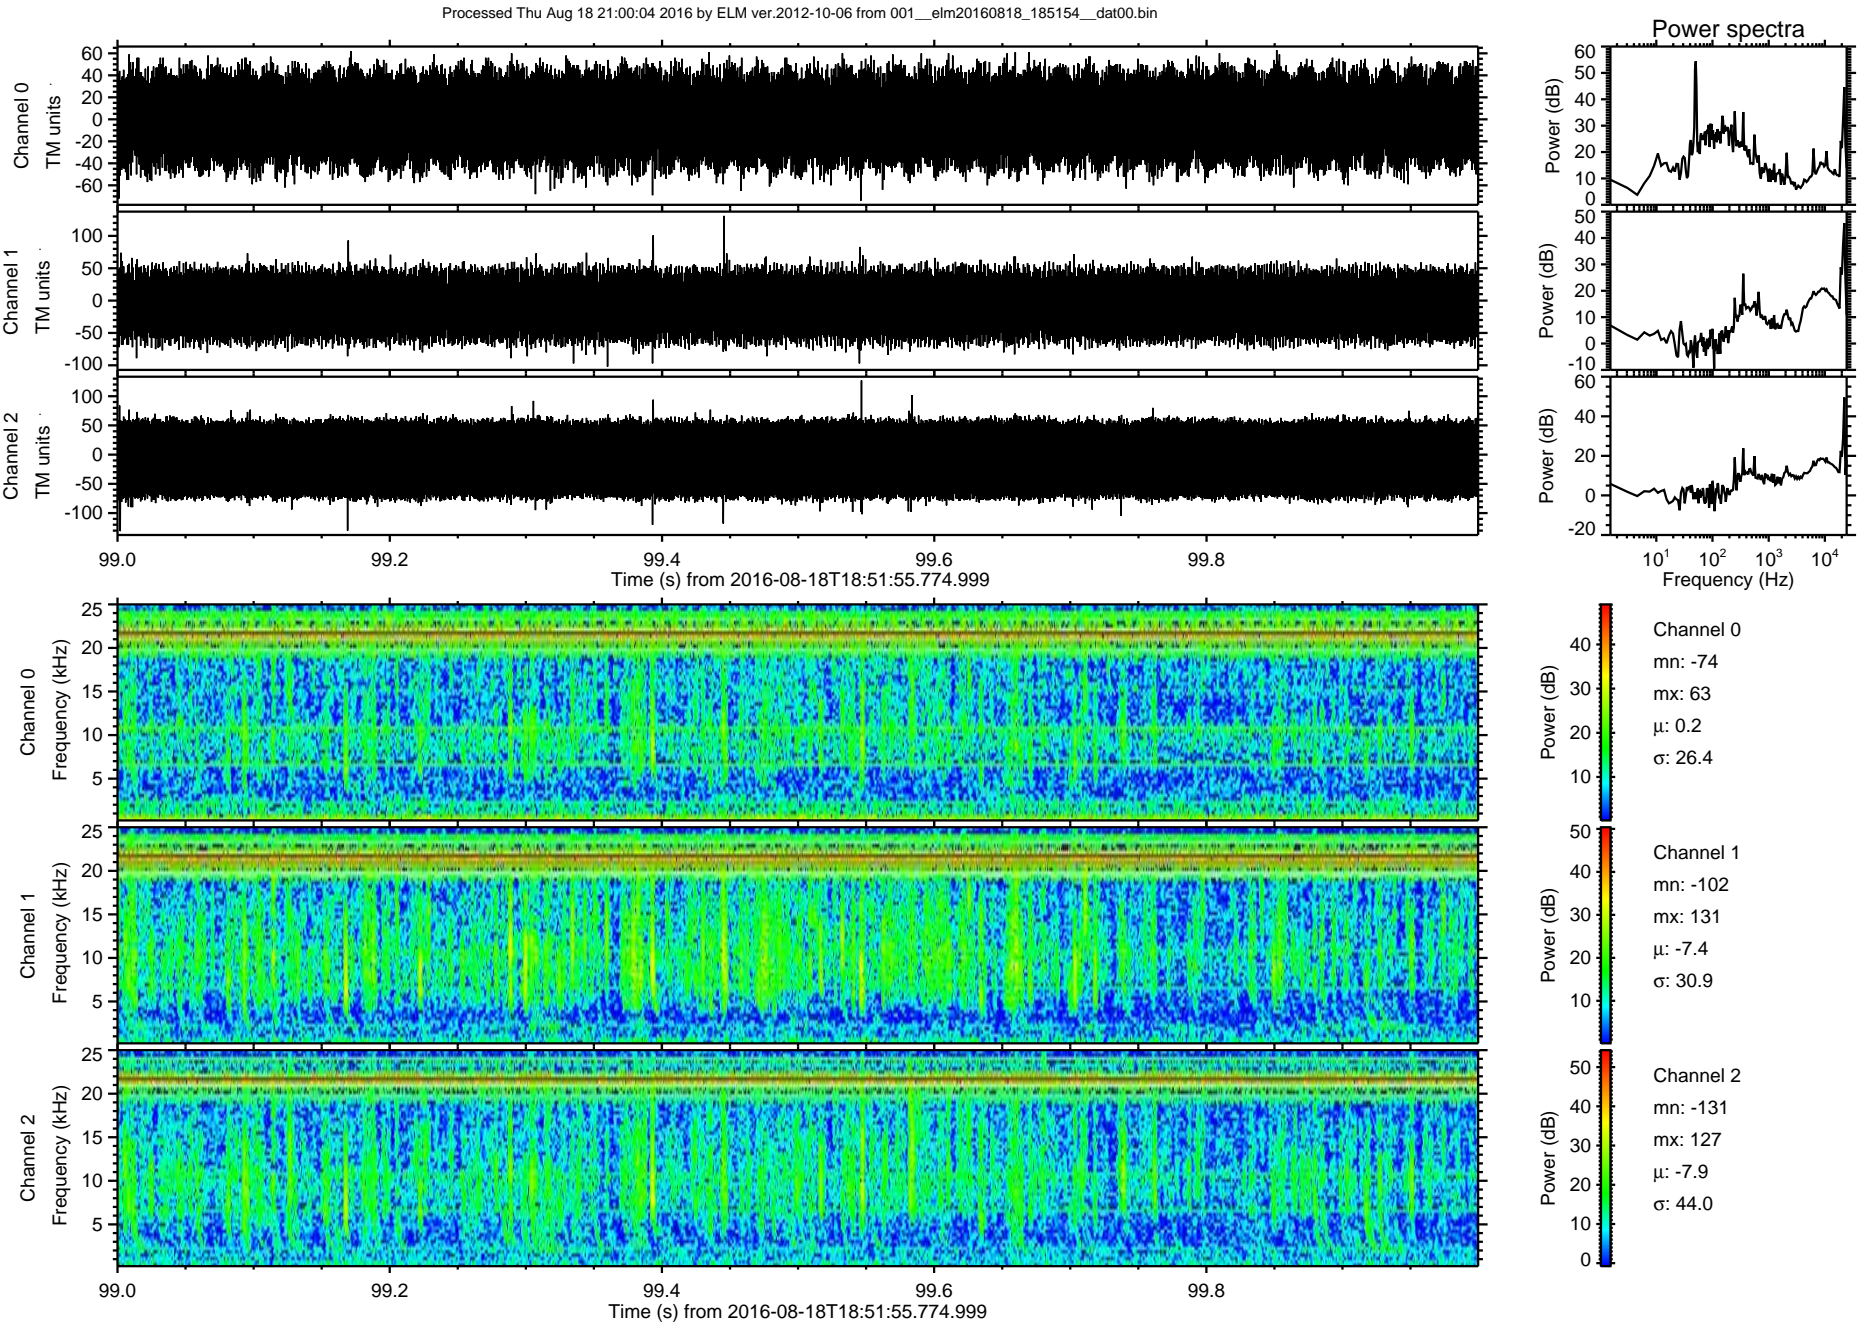 Processed Thu Aug 18 21:00:04 2016 by ELM ver.2012-10-06 from 001__elm20160818_185154__dat00.bin
Power spectra
Channel 0
TM units
60
40
20
0
-20
-40
-60
Power (dB)
60
50
40
30
20
10
0
Channel 1
TM units
100
50
0
-50
-100
Power (dB)
50
40
30
20
10
0
-10
Channel 2
TM units
100
50
0
-50
-100
Power (dB)
60
40
20
0
-20
99.0 99.2 99.4 99.6 99.8
Time (s) from 2016-08-18T18:51:55.774.999
10^1 10^2 10^3 10^4
Frequency (Hz)
Channel 0
Frequency (kHz)
25
20
15
10
5
Power (dB)
40
30
20
10
Channel 0
mn: -74
mx: 63
μ: 0.2
σ: 26.4
Channel 1
Frequency (kHz)
25
20
15
10
5
Power (dB)
50
40
30
20
10
Channel 1
mn: -102
mx: 131
μ: -7.4
σ: 30.9
Channel 2
Frequency (kHz)
25
20
15
10
5
Power (dB)
50
40
30
20
10
0
Channel 2
mn: -131
mx: 127
μ: -7.9
σ: 44.0
99.0 99.2 99.4 99.6 99.8
Time (s) from 2016-08-18T18:51:55.774.999